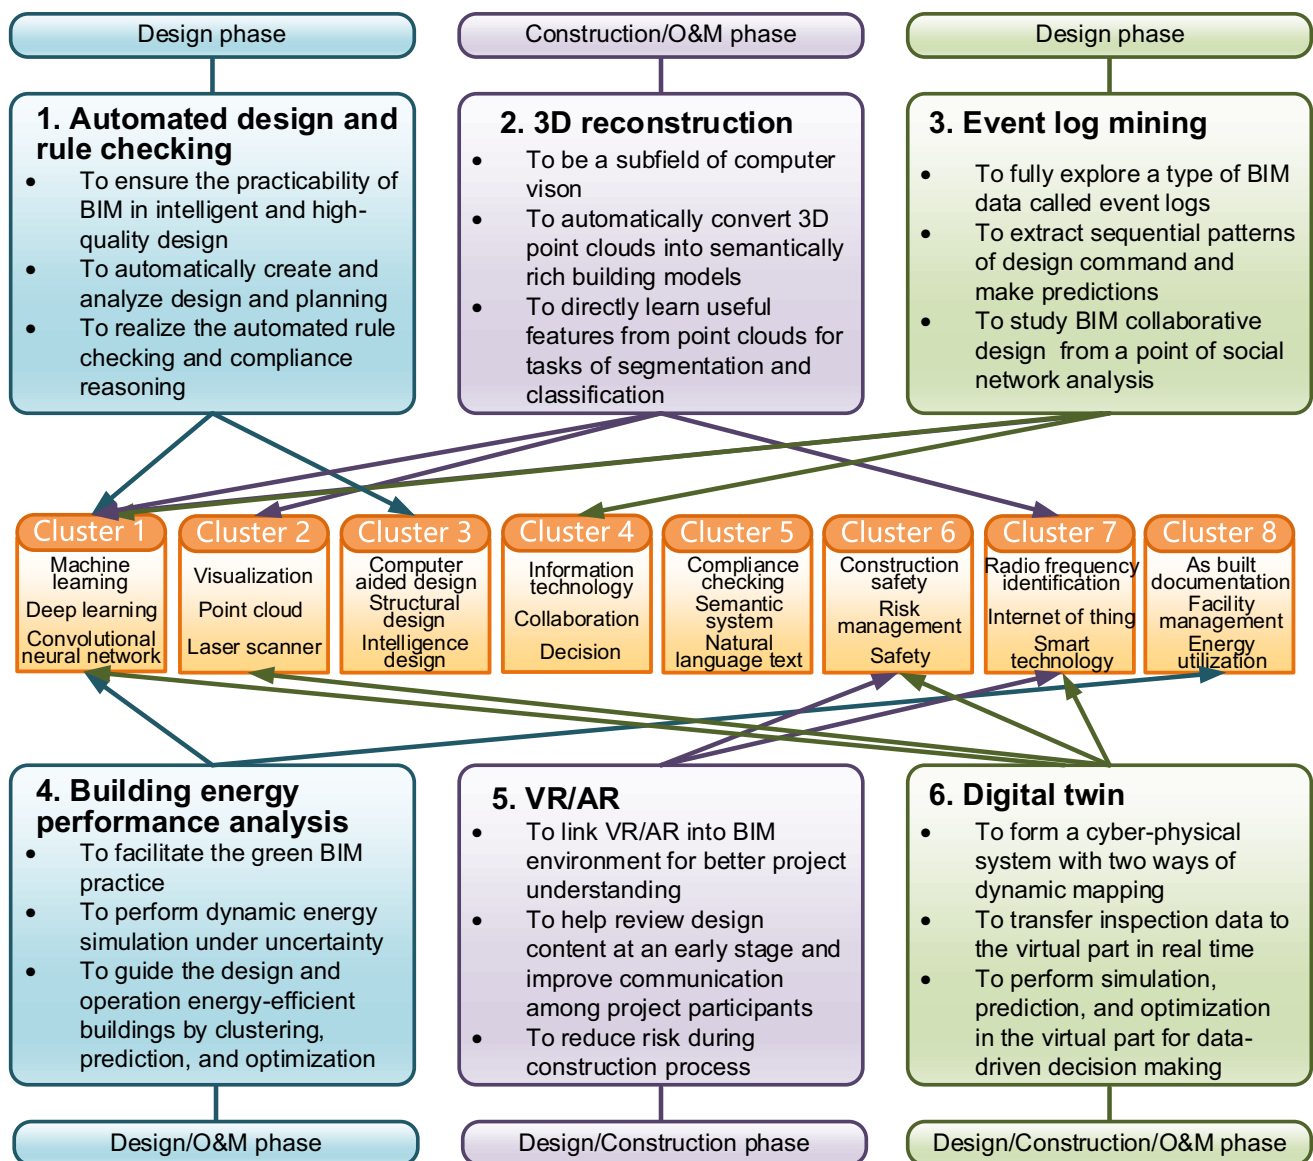 Design phase
Construction/O&M phase
Design phase
1. Automated design and
rule checking
• To ensure the practicability of
BIM in intelligent and high-
quality design
• To automatically create and
analyze design and planning
• To realize the automated rule
checking and compliance
reasoning
2. 3D reconstruction
• To be a subfield of computer
vison
• To automatically convert 3D
point clouds into semantically
rich building models
• To directly learn useful
features from point clouds for
tasks of segmentation and
classification
3. Event log mining
• To fully explore a type of BIM
data called event logs
• To extract sequential patterns
of design command and
make predictions
• To study BIM collaborative
design from a point of social
network analysis
Cluster 1
Machine
learning
Deep learning
Convolutional
neural network
Cluster 2
Visualization
Point cloud
Laser scanner
Cluster 3
Computer
aided design
Structural
design
Intelligence
design
Cluster 4
Information
technology
Collaboration
Decision
Cluster 5
Compliance
checking
Semantic
system
Natural
language text
Cluster 6
Construction
safety
Risk
management
Safety
Cluster 7
Radio frequency
identification
Internet of thing
Smart
technology
Cluster 8
As built
documentation
Facility
management
Energy
utilization
4. Building energy
performance analysis
• To facilitate the green BIM
practice
• To perform dynamic energy
simulation under uncertainty
• To guide the design and
operation energy-efficient
buildings by clustering,
prediction, and optimization
5. VR/AR
• To link VR/AR into BIM
environment for better project
understanding
• To help review design
content at an early stage and
improve communication
among project participants
• To reduce risk during
construction process
6. Digital twin
• To form a cyber-physical
system with two ways of
dynamic mapping
• To transfer inspection data to
the virtual part in real time
• To perform simulation,
prediction, and optimization
in the virtual part for data-
driven decision making
Design/O&M phase
Design/Construction phase
Design/Construction/O&M phase